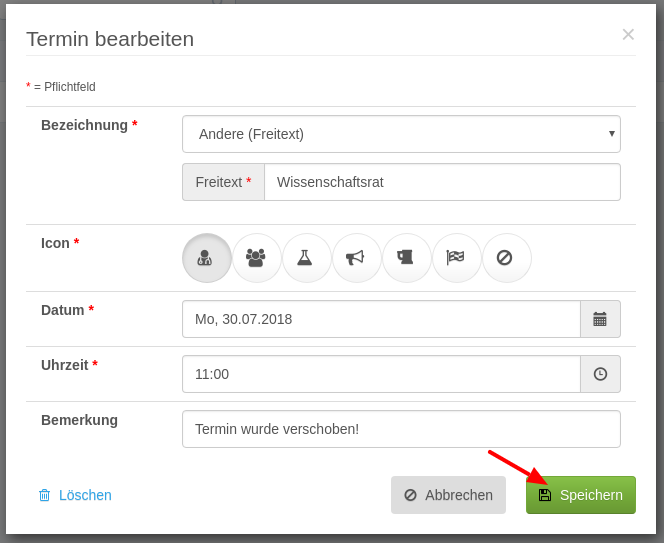 Termin bearbeiten ×
* = Pflichtfeld
Bezeichnung * Andere (Freitext)
Freitext * Wissenschaftsrat
Icon *
Datum * Mo, 30.07.2018
Uhrzeit * 11:00
Bemerkung Termin wurde verschoben!
Löschen Abbrechen Speichern